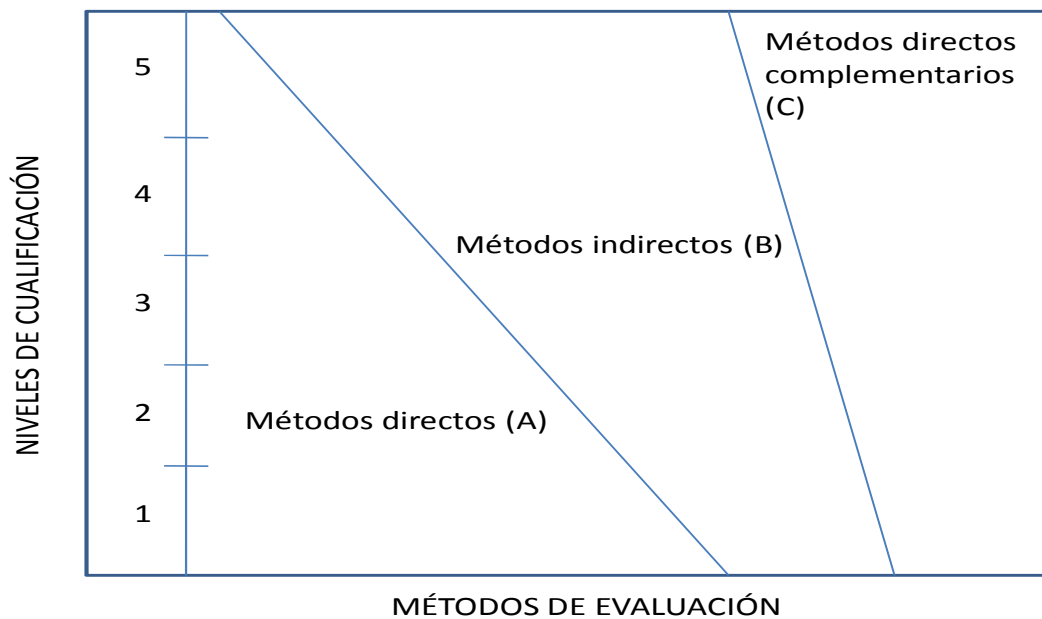 Métodos directos
complementarios
(C)
5
4
3
2
1
NIVELES DE CUALIFICACIÓN
Métodos indirectos (B)
Métodos directos (A)
MÉTODOS DE EVALUACIÓN